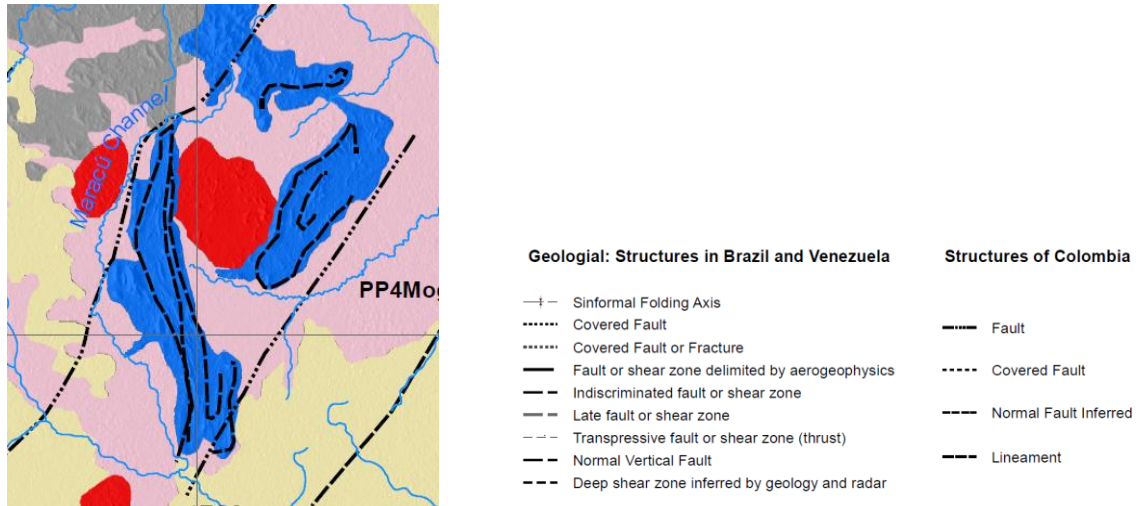 Maracú Channe
PP4Mog
Geologial: Structures in Brazil and Venezuela
Sinformal Folding Axis
Covered Fault
Covered Fault or Fracture
Fault or shear zone delimited by aerogeophysics
Indiscriminated fault or shear zone
Late fault or shear zone
Transpressive fault or shear zone (thrust)
Normal Vertical Fault
Deep shear zone inferred by geology and radar
Structures of Colombia
Fault
Covered Fault
Normal Fault Inferred
Lineament